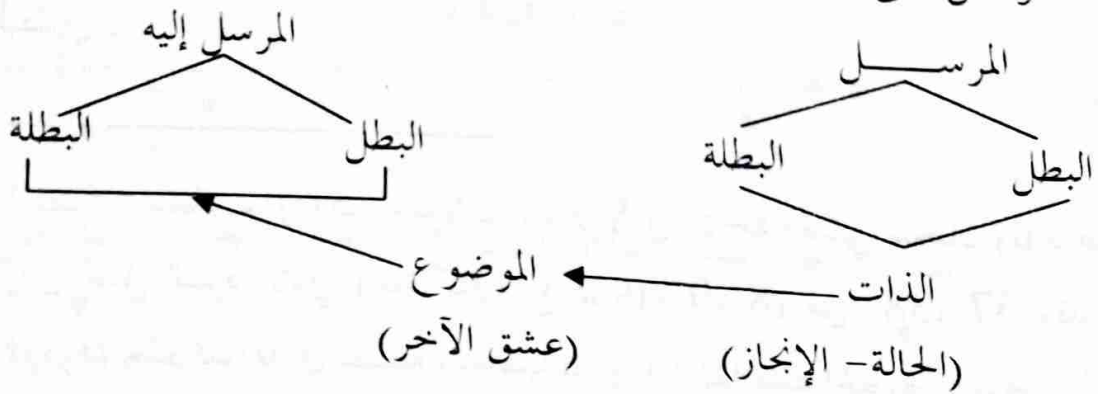 المرسل
المرسل إليه
البطل
البطلة
البطل
البطلة
الذات
الموضوع
(الحالة- الإنجاز)
(عشق الآخر)